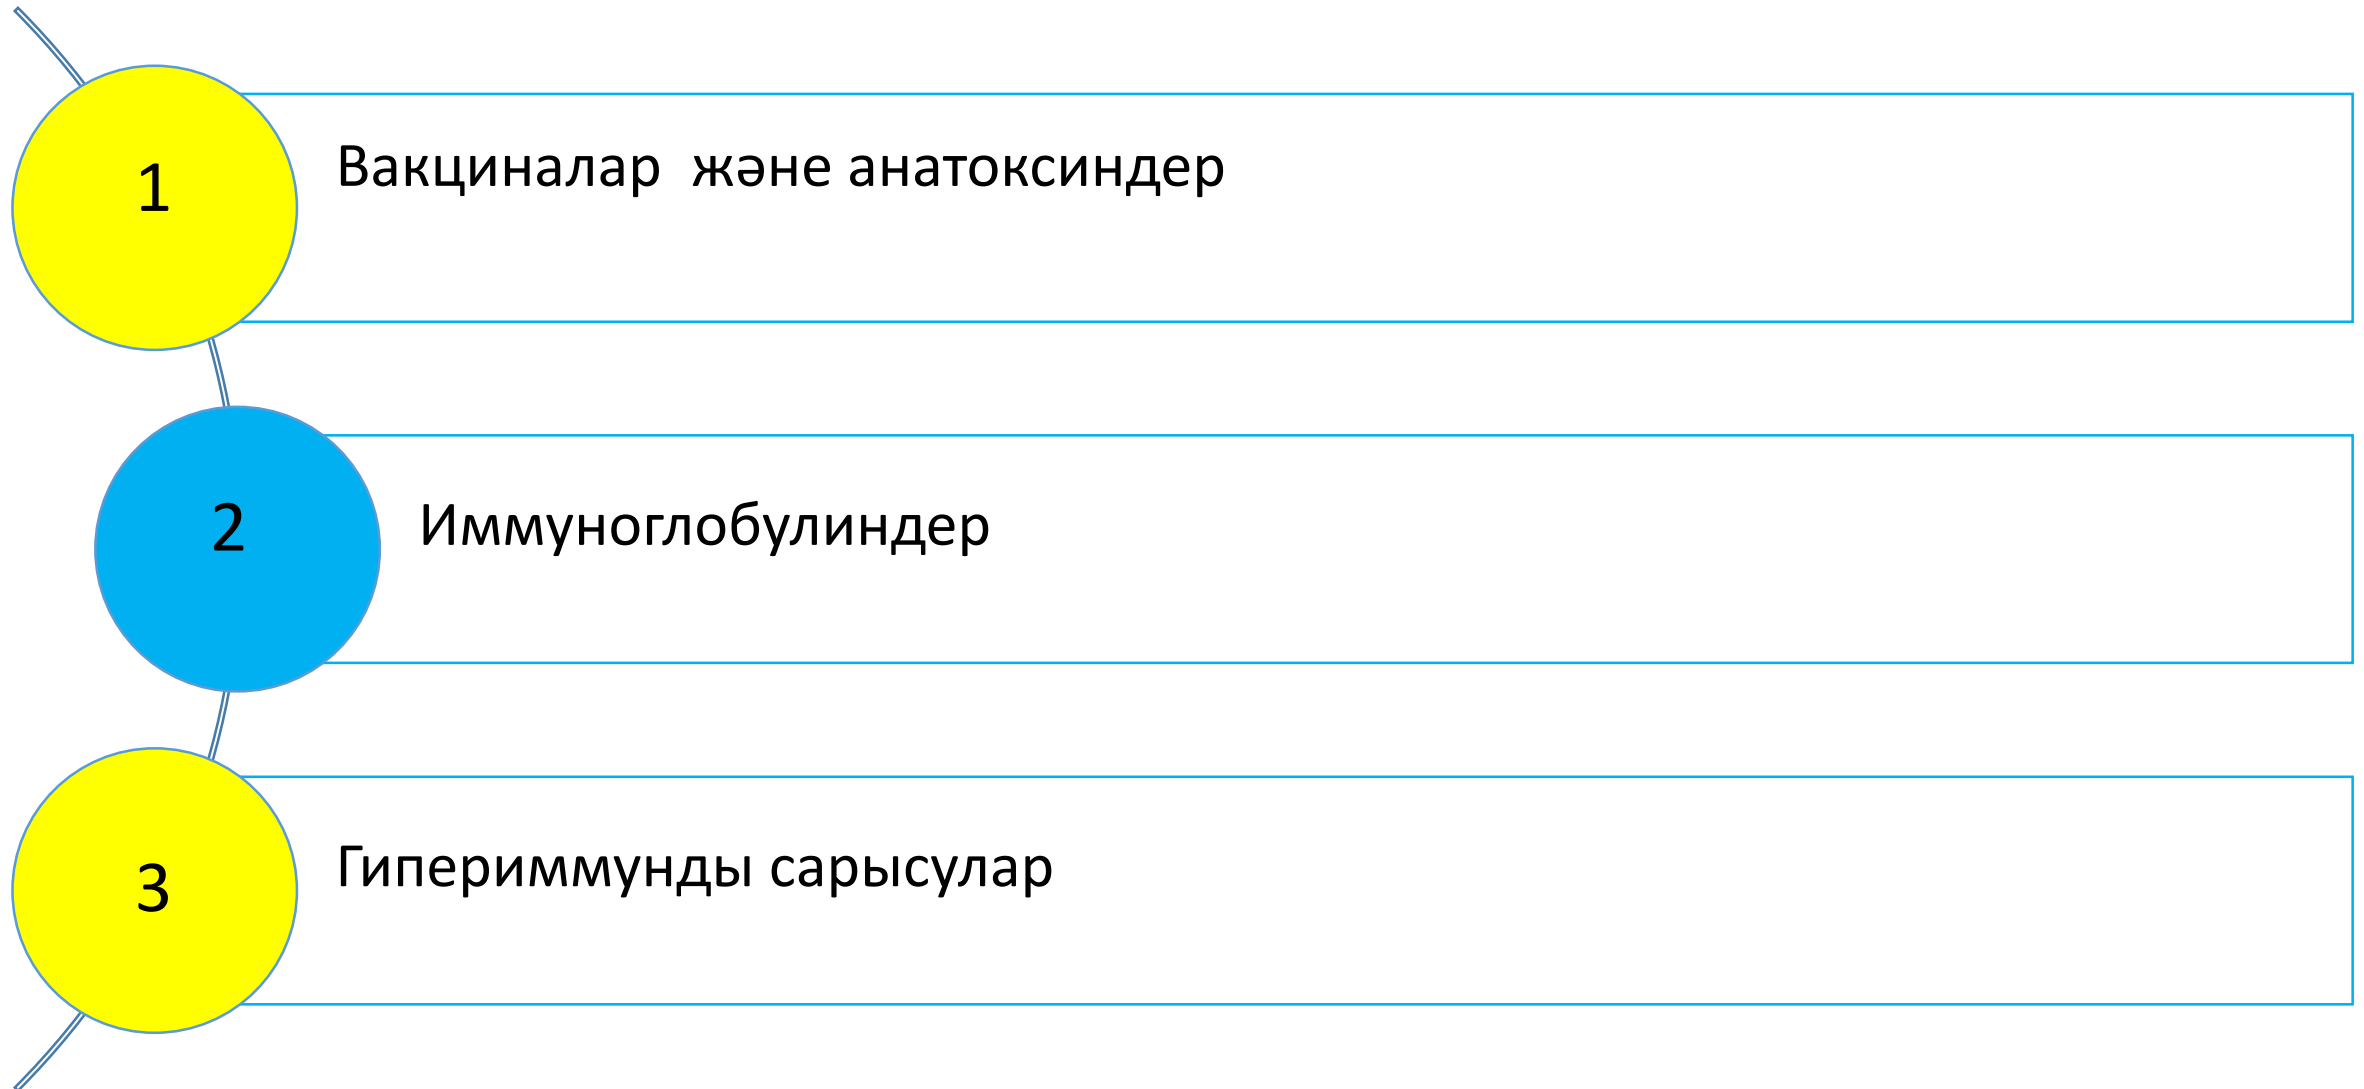 1
Вакциналар  және анатоксиндер
2
Иммуноглобулиндер
3
Гипериммунды сарысулар